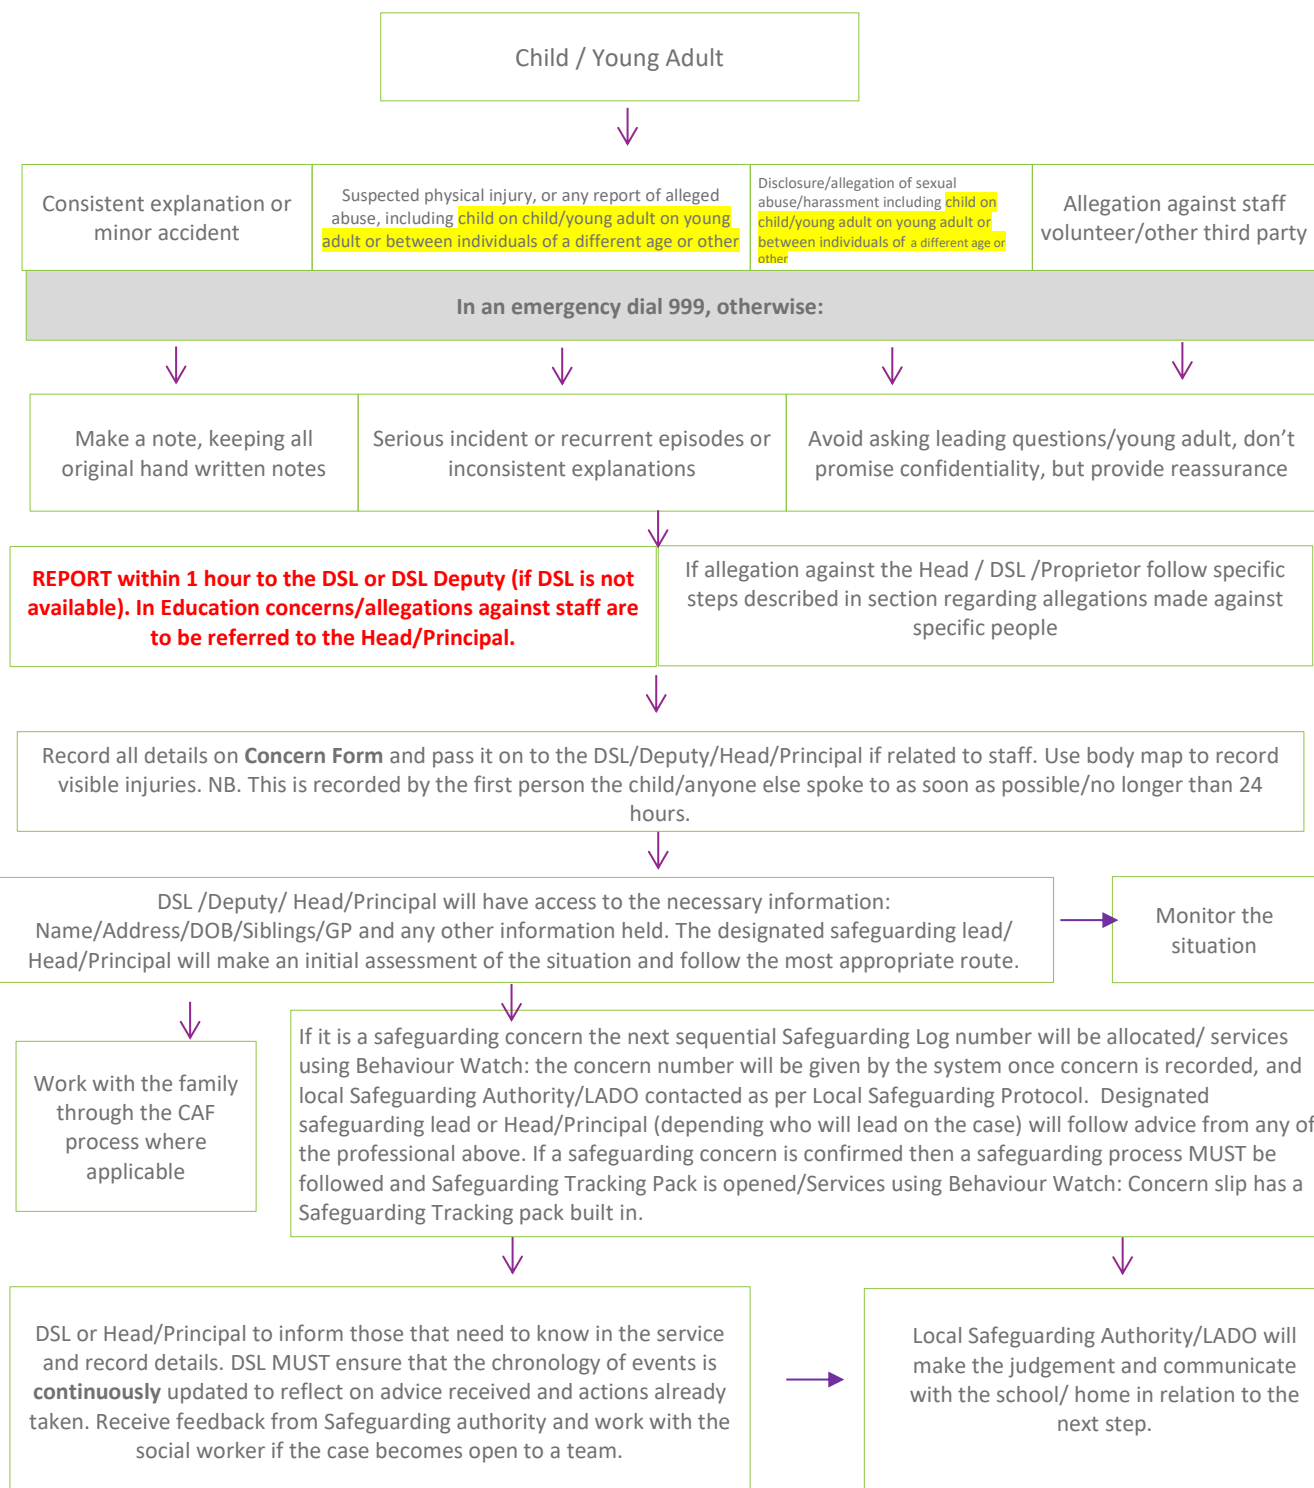 Child / Young Adult
Consistent explanation or
minor accident
Suspected physical injury, or any report of alleged
abuse, including child on child/young adult on young
adult or between individuals of a different age or other
Disclosure/allegation of sexual
abuse/harassment including child on
child/young adult on young adult or
between individuals of a different age or
other
Allegation against staff
volunteer/other third party
In an emergency dial 999, otherwise:
Make a note, keeping all
original hand written notes
Serious incident or recurrent episodes or
inconsistent explanations
Avoid asking leading questions/young adult, don’t
promise confidentiality, but provide reassurance
REPORT within 1 hour to the DSL or DSL Deputy (if DSL is not
available). In Education concerns/allegations against staff are
to be referred to the Head/Principal.
If allegation against the Head / DSL /Proprietor follow specific
steps described in section regarding allegations made against
specific people
Record all details on Concern Form and pass it on to the DSL/Deputy/Head/Principal if related to staff. Use body map to record
visible injuries. NB. This is recorded by the first person the child/anyone else spoke to as soon as possible/no longer than 24
hours.
DSL /Deputy/ Head/Principal will have access to the necessary information:
Name/Address/DOB/Siblings/GP and any other information held. The designated safeguarding lead/
Head/Principal will make an initial assessment of the situation and follow the most appropriate route.
Monitor the
situation
Work with the family
through the CAF
process where
applicable
If it is a safeguarding concern the next sequential Safeguarding Log number will be allocated/ services
using Behaviour Watch: the concern number will be given by the system once concern is recorded, and
local Safeguarding Authority/LADO contacted as per Local Safeguarding Protocol. Designated
safeguarding lead or Head/Principal (depending who will lead on the case) will follow advice from any of
the professional above. If a safeguarding concern is confirmed then a safeguarding process MUST be
followed and Safeguarding Tracking Pack is opened/Services using Behaviour Watch: Concern slip has a
Safeguarding Tracking pack built in.
DSL or Head/Principal to inform those that need to know in the service
and record details. DSL MUST ensure that the chronology of events is
continuously updated to reflect on advice received and actions already
taken. Receive feedback from Safeguarding authority and work with the
social worker if the case becomes open to a team.
Local Safeguarding Authority/LADO will
make the judgement and communicate
with the school/ home in relation to the
next step.